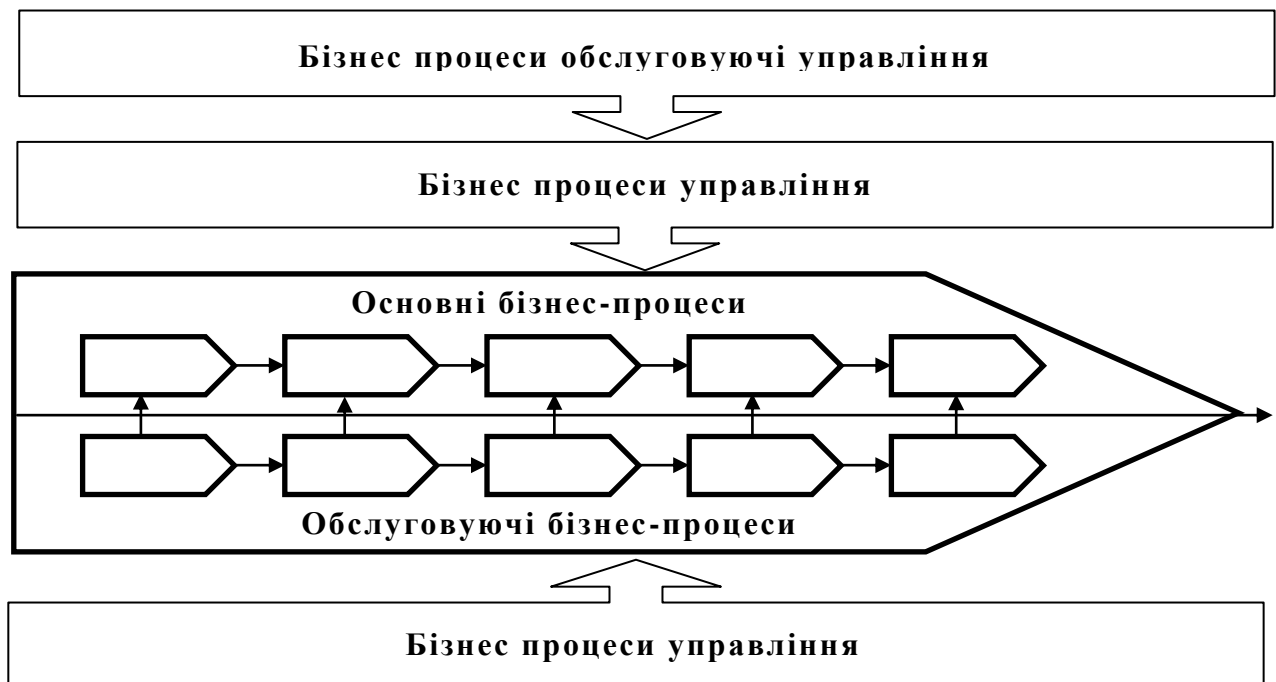 Бізнес процеси обслуговуючі управління
Бізнес процеси управління
Основні бізнес-процеси
Обслуговуючі бізнес-процеси
Бізнес процеси управління